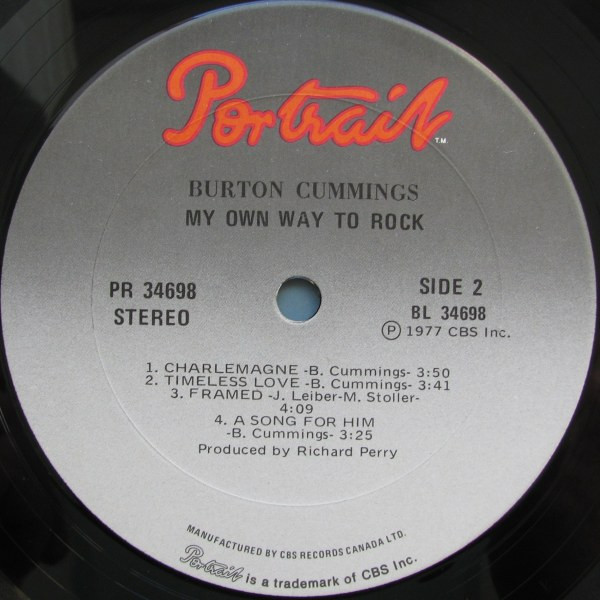 Portrait
T.M.
BURTON CUMMINGS
MY OWN WAY TO ROCK
PR 34698
STEREO
SIDE 2
BL 34698
Ⓟ 1977 CBS Inc.
1. CHARLEMAGNE -B. Cummings- 3:50
2. TIMELESS LOVE -B. Cummings- 3:41
3. FRAMED -J. Leiber-M. Stoller-
4:09
4. A SONG FOR HIM
-B. Cummings- 3:25
Produced by Richard Perry
MANUFACTURED BY CBS RECORDS CANADA LTD.
Portrait is a trademark of CBS Inc.